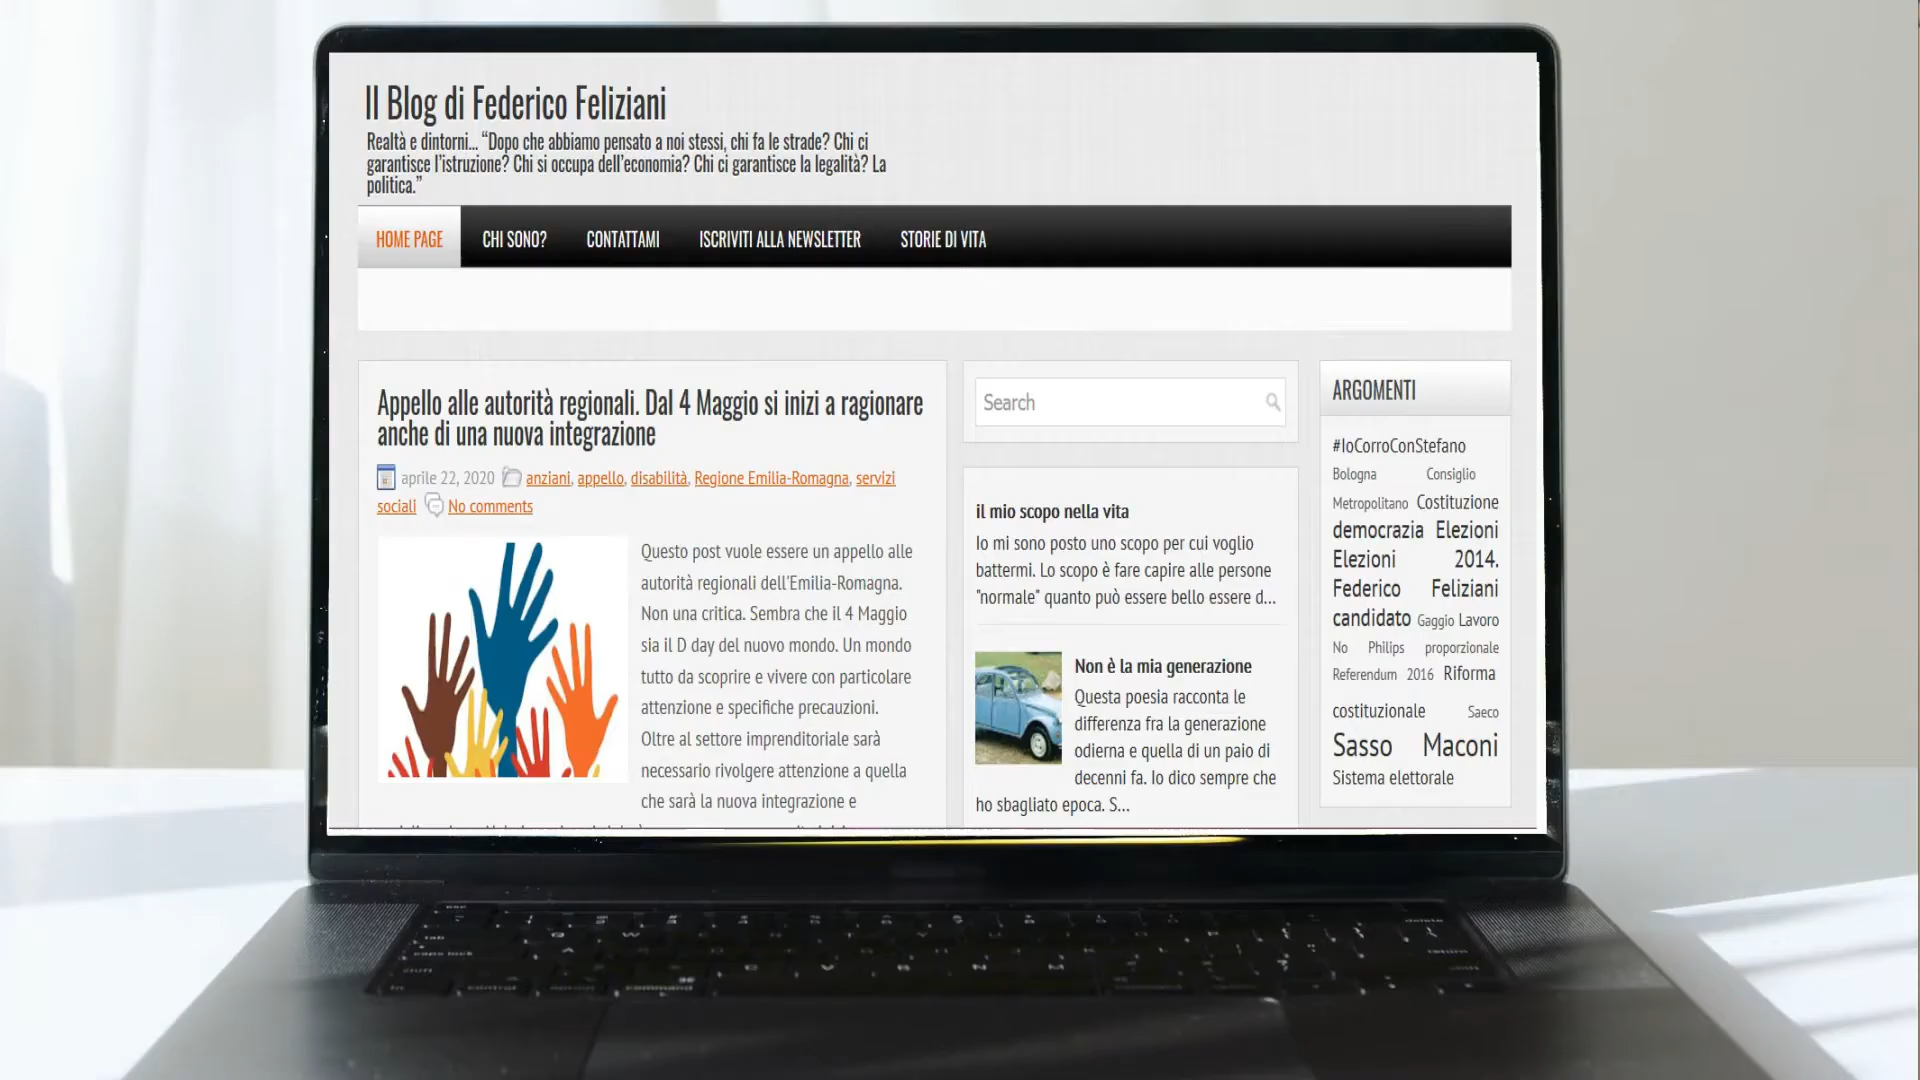 Il Blog di Federico Feliziani
Realtà e dintorni... “Dopo che abbiamo pensato a noi stessi, chi fa le strade? Chi ci
garantisce l’istruzione? Chi si occupa dell’economia? Chi ci garantisce la legalità? La
politica.”
HOME PAGE CHI SONO? CONTATTAMI ISCRIVITI ALLA NEWSLETTER STORIE DI VITA
Appello alle autorità regionali. Dal 4 Maggio si inizi a ragionare
anche di una nuova integrazione
aprile 22, 2020 anziani, appello, disabilità, Regione Emilia-Romagna, servizi
sociali No comments
Questo post vuole essere un appello alle
autorità regionali dell’Emilia-Romagna.
Non una critica. Sembra che il 4 Maggio
sia il D day del nuovo mondo. Un mondo
tutto da scoprire e vivere con particolare
attenzione e specifiche precauzioni.
Oltre al settore imprenditoriale sarà
necessario rivolgere attenzione a quella
che sarà la nuova integrazione e
Search
il mio scopo nella vita
Io mi sono posto uno scopo per cui voglio
battermi. Lo scopo è fare capire alle persone
"normale" quanto può essere bello essere d...
Non è la mia generazione
Questa poesia racconta le
differenza fra la generazione
odierna e quella di un paio di
decenni fa. Io dico sempre che
ho sbagliato epoca. S...
ARGOMENTI
#IoCorroConStefano
Bologna Consiglio
Metropolitano Costituzione
democrazia Elezioni
Elezioni 2014.
Federico Feliziani
candidato Gaggio Lavoro
No Philips proporzionale
Referendum 2016 Riforma
costituzionale Saeco
Sasso Maconi
Sistema elettorale
esc
tab
caps lock
control
command
delete